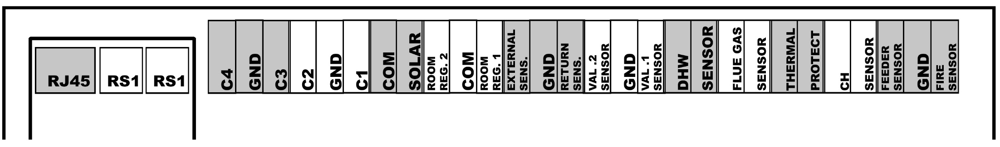 RJ45
RS1
RS1
C4
GND
C3
C2
GND
C1
COM
SOLAR
ROOM
REG. 2
COM
ROOM
REG. 1
EXTERNAL
SENS.
GND
RETURN
SENS.
VAL .2
SENSOR
GND
VAL .1
SENSOR
DHW
SENSOR
FLUE GAS
SENSOR
THERMAL
PROTECT
CH
SENSOR
FEEDER
SENSOR
GND
FIRE
SENSOR